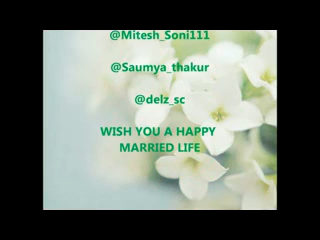 @Mitesh_Soni111
@Saumya_thakur
@delz_sc
WISH YOU A HAPPY
MARRIED LIFE